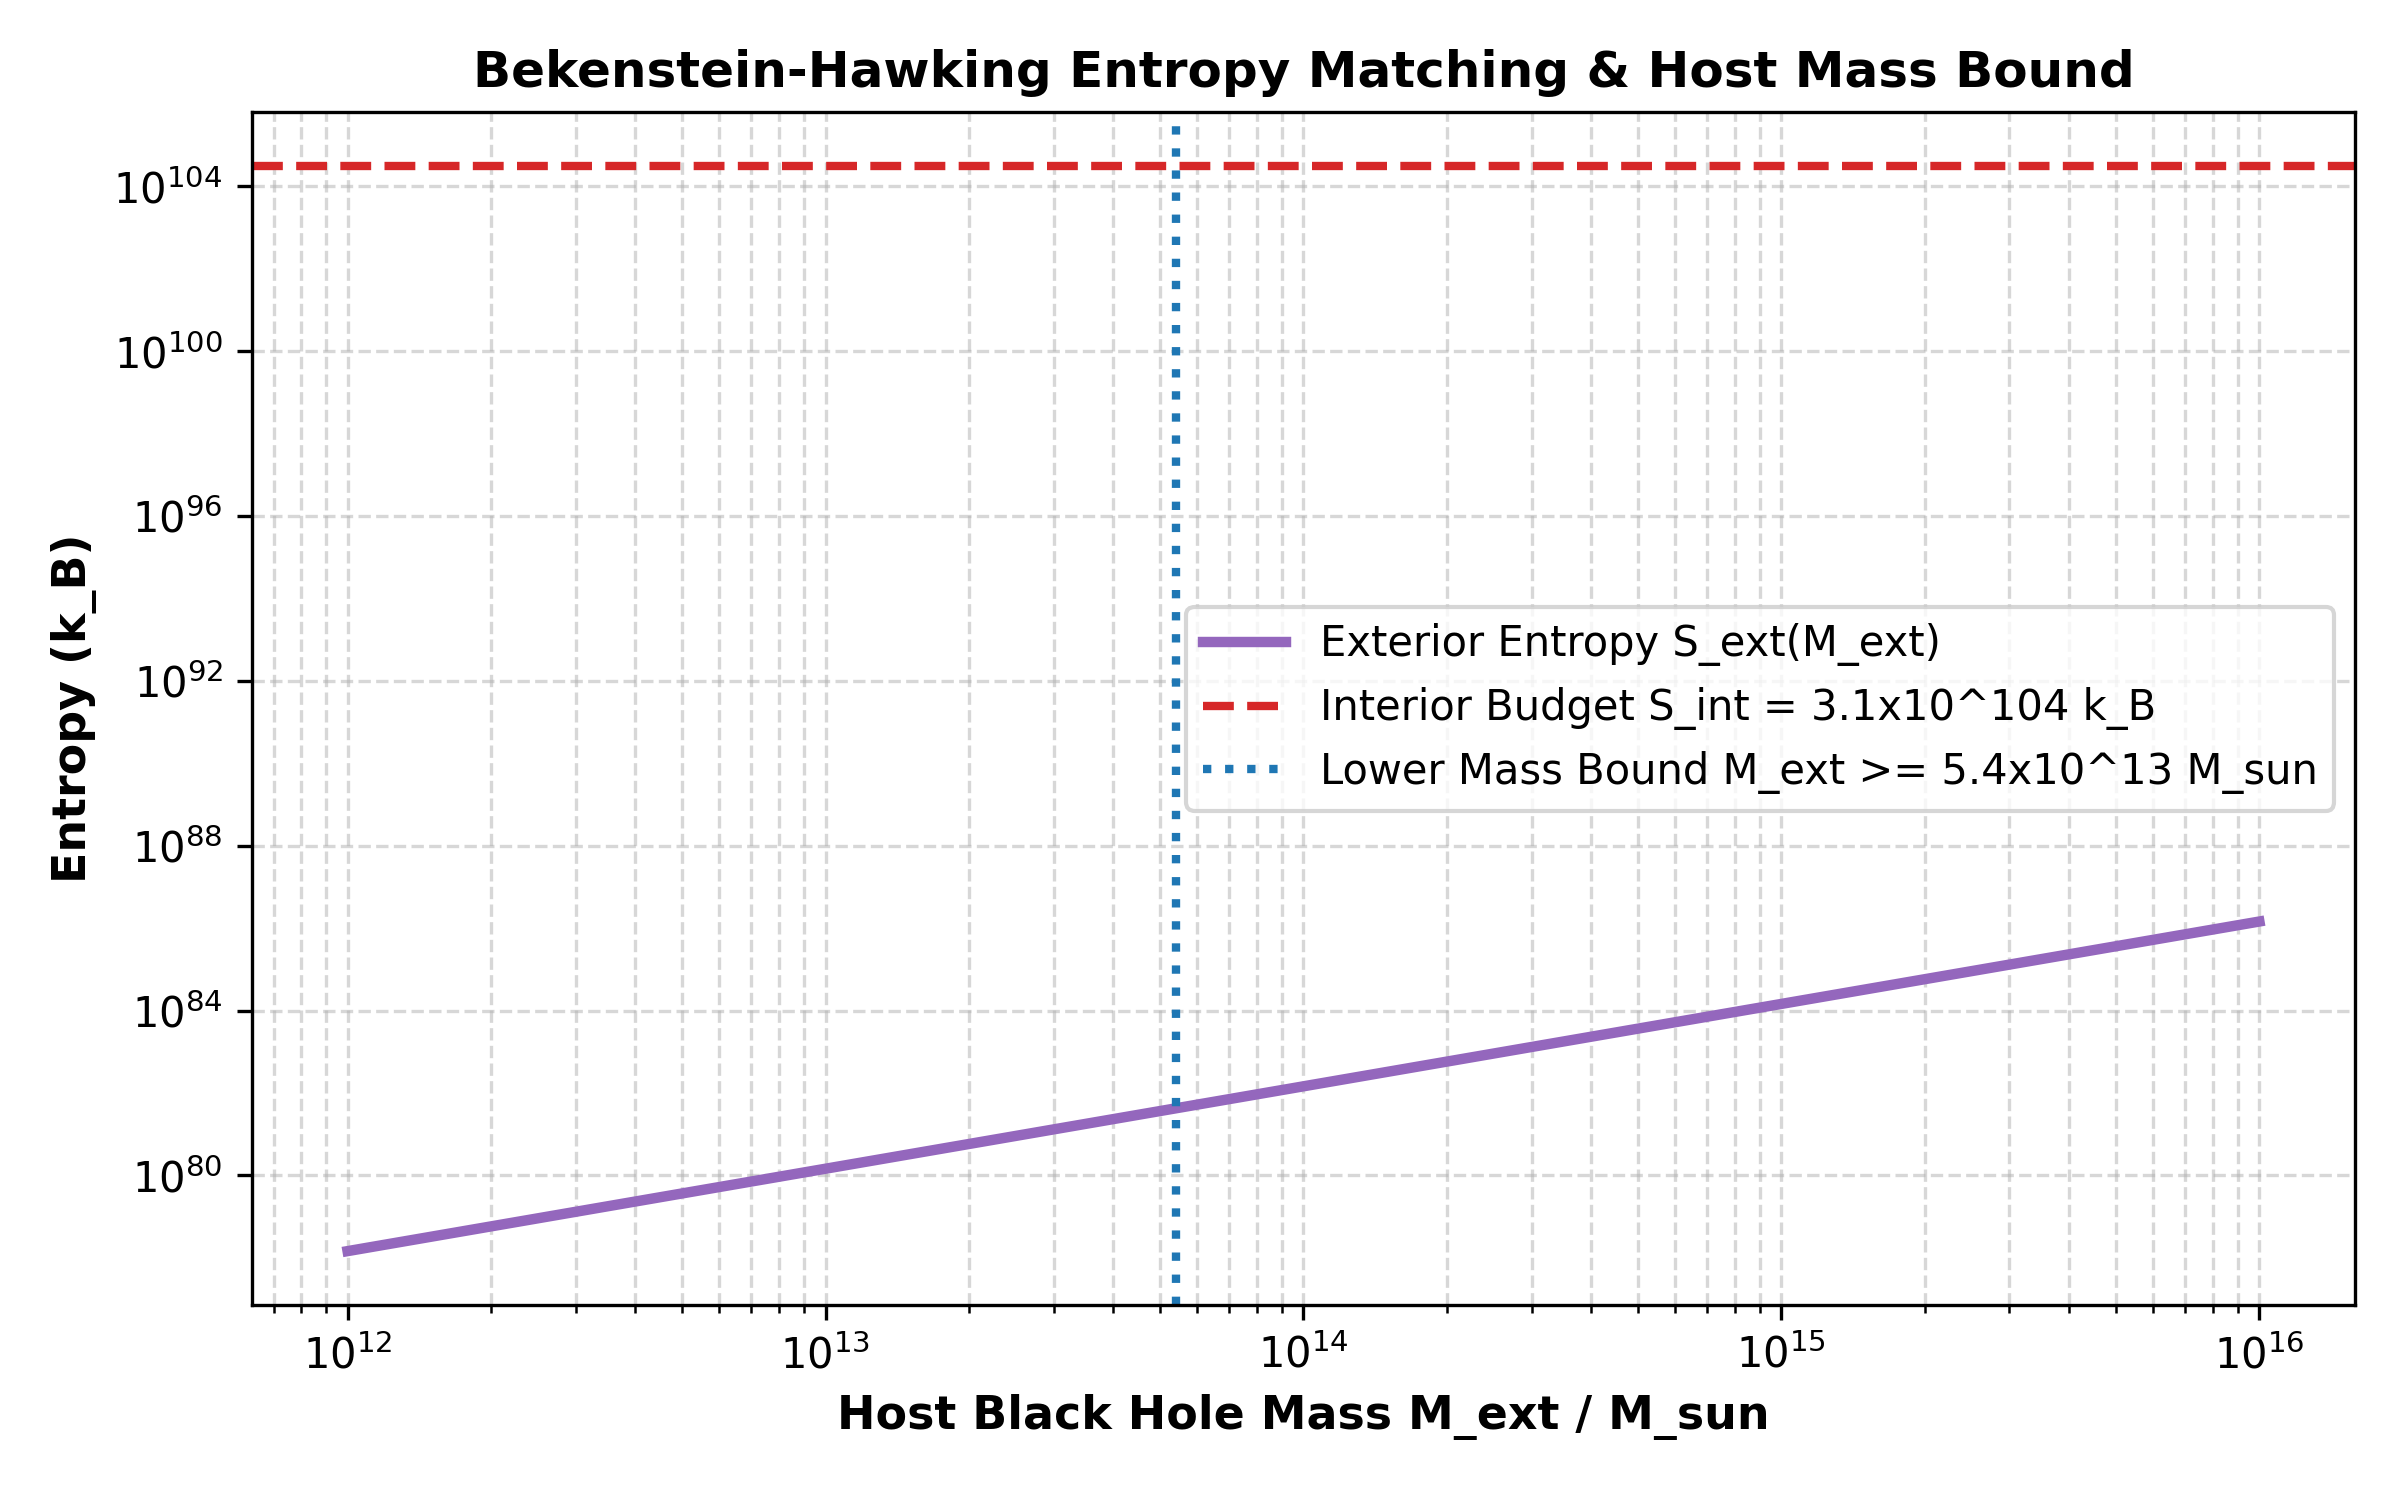 Bekenstein-Hawking Entropy Matching & Host Mass Bound
Entropy (k_B)
10^104
10^100
10^96
10^92
10^88
10^84
10^80
Exterior Entropy S_ext(M_ext)
Interior Budget S_int = 3.1x10^104 k_B
Lower Mass Bound M_ext >= 5.4x10^13 M_sun
10^12 10^13 10^14 10^15 10^16
Host Black Hole Mass M_ext / M_sun